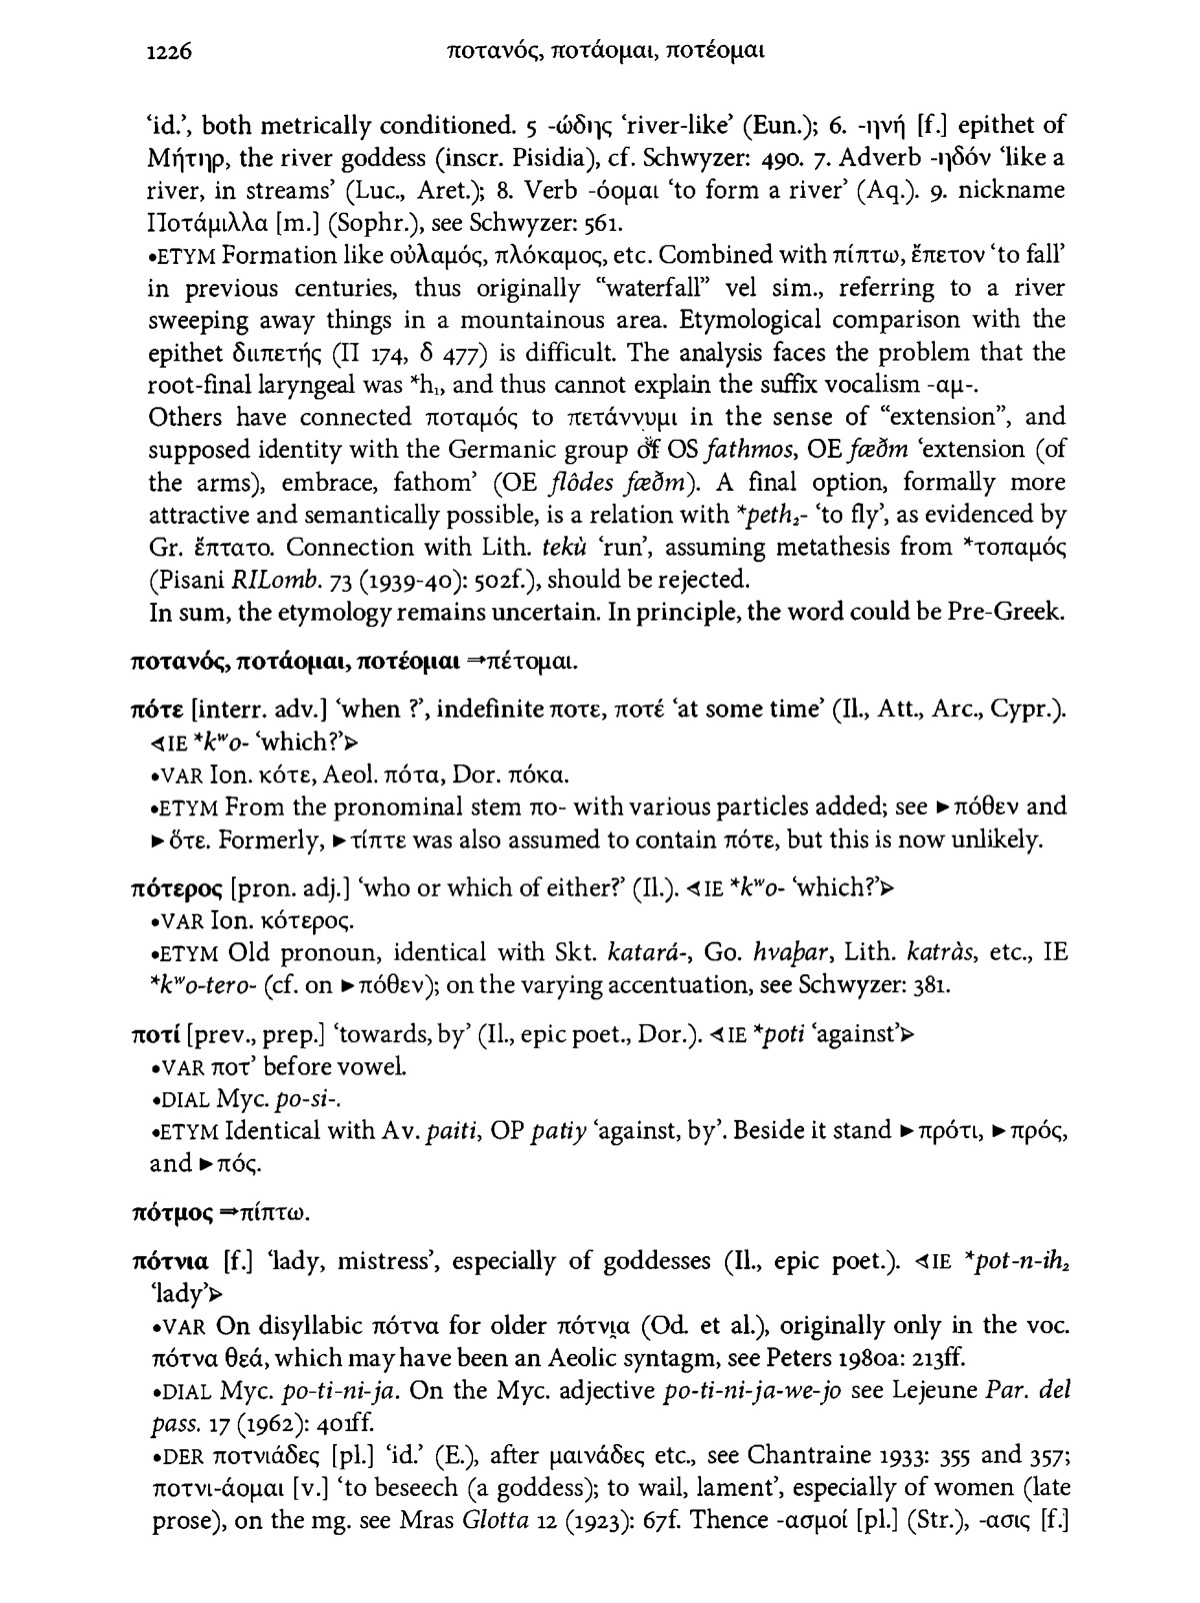 1226 ποτανός, ποτάομαι, ποτέομαι
‘id.’, both metrically conditioned. 5 -ώδης ‘river-like’ (Eun.); 6. -ηνή [f.] epithet of
Μήτηρ, the river goddess (inscr. Pisidia), cf. Schwyzer: 490. 7. Adverb -ηδόν ‘like a
river, in streams’ (Luc., Aret.); 8. Verb -όομαι ‘to form a river’ (Aq.). 9. nickname
Ποτάμιλλα [m.] (Sophr.), see Schwyzer: 561.
•ETYM Formation like οὐλαμός, πλόκαμος, etc. Combined with πίπτω, ἔπετον ‘to fall’
in previous centuries, thus originally “waterfall” vel sim., referring to a river
sweeping away things in a mountainous area. Etymological comparison with the
epithet διιπετής (Π 174, δ 477) is difficult. The analysis faces the problem that the
root-final laryngeal was *h₁, and thus cannot explain the suffix vocalism -αμ-.
Others have connected ποταμός to πετάννυμι in the sense of “extension”, and
supposed identity with the Germanic group of OS fathmos, OE fæðm ‘extension (of
the arms), embrace, fathom’ (OE flôdes fæðm). A final option, formally more
attractive and semantically possible, is a relation with *peth₂- ‘to fly’, as evidenced by
Gr. ἔπτατο. Connection with Lith. tekù ‘run’, assuming metathesis from *τοπαμός
(Pisani RILomb. 73 (1939-40): 502f.), should be rejected.
In sum, the etymology remains uncertain. In principle, the word could be Pre-Greek.
ποτανός, ποτάομαι, ποτέομαι ⇒πέτομαι.
πότε [interr. adv.] ‘when ?’, indefinite ποτε, ποτέ ‘at some time’ (Il., Att., Arc., Cypr.).
⊲IE *kʷo- ‘which?’⊳
•VAR Ion. κότε, Aeol. πότα, Dor. πόκα.
•ETYM From the pronominal stem πο- with various particles added; see ►πόθεν and
►ὅτε. Formerly, ►τίπτε was also assumed to contain πότε, but this is now unlikely.
πότερος [pron. adj.] ‘who or which of either?’ (Il.). ⊲IE *kʷo- ‘which?’⊳
•VAR Ion. κότερος.
•ETYM Old pronoun, identical with Skt. katará-, Go. hvaþar, Lith. katràs, etc., IE
*kʷo-tero- (cf. on ►πόθεν); on the varying accentuation, see Schwyzer: 381.
ποτί [prev., prep.] ‘towards, by’ (Il., epic poet., Dor.). ⊲IE *poti ‘against’⊳
•VAR ποτ’ before vowel.
•DIAL Myc. po-si-.
•ETYM Identical with Av. paiti, OP patiy ‘against, by’. Beside it stand ►πρότι, ►πρός,
and ►πός.
πότμος ⇒πίπτω.
πότνια [f.] ‘lady, mistress’, especially of goddesses (Il., epic poet.). ⊲IE *pot-n-ih₂
‘lady’⊳
•VAR On disyllabic πότνα for older πότνι̯α (Od. et al.), originally only in the voc.
πότνα θεά, which may have been an Aeolic syntagm, see Peters 1980a: 213ff.
•DIAL Myc. po-ti-ni-ja. On the Myc. adjective po-ti-ni-ja-we-jo see Lejeune Par. del
pass. 17 (1962): 401ff.
•DER ποτνιάδες [pl.] ‘id.’ (E.), after μαινάδες etc., see Chantraine 1933: 355 and 357;
ποτνι-άομαι [v.] ‘to beseech (a goddess); to wail, lament’, especially of women (late
prose), on the mg. see Mras Glotta 12 (1923): 67f. Thence -ασμοί [pl.] (Str.), -ασις [f.]